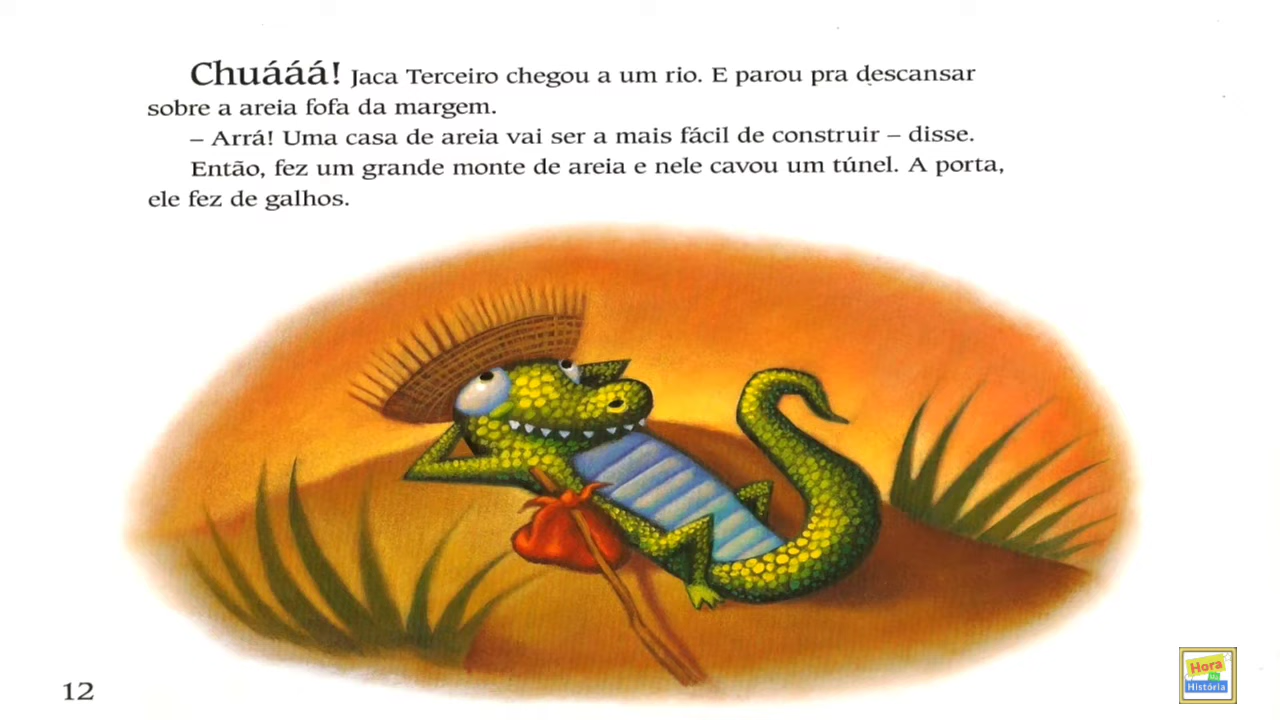 Chuááá! Jaca Terceiro chegou a um rio. E parou pra descansar
sobre a areia fofa da margem.
– Arrá! Uma casa de areia vai ser a mais fácil de construir – disse.
Então, fez um grande monte de areia e nele cavou um túnel. A porta,
ele fez de galhos.
12
Hora
da
História